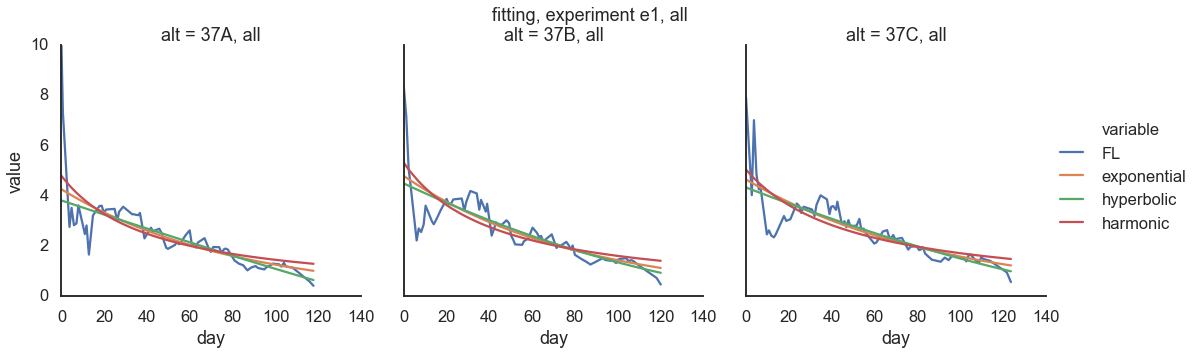 fitting, experiment e1, all
alt = 37A, all
alt = 37B, all
alt = 37C, all
value
10
8
6
4
2
0
0 20 40 60 80 100 120 140
0 20 40 60 80 100 120 140
0 20 40 60 80 100 120 140
day
day
day
variable
FL
exponential
hyperbolic
harmonic